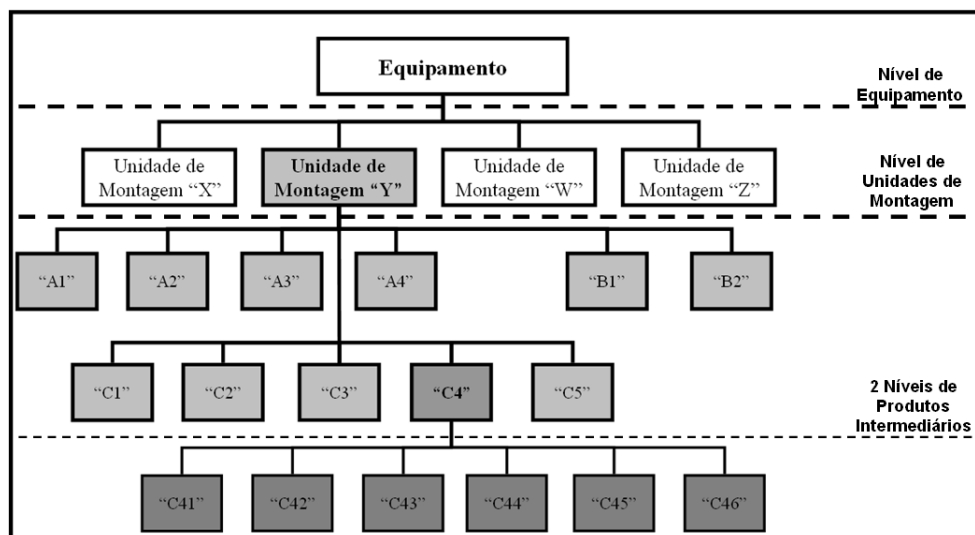 Equipamento
Nível de
Equipamento
Unidade de
Montagem “X”
Unidade de
Montagem “Y”
Unidade de
Montagem “W”
Unidade de
Montagem “Z”
Nível de
Unidades de
Montagem
“A1”
“A2”
“A3”
“A4”
“B1”
“B2”
“C1”
“C2”
“C3”
“C4”
“C5”
2 Níveis de
Produtos
Intermediários
“C41”
“C42”
“C43”
“C44”
“C45”
“C46”